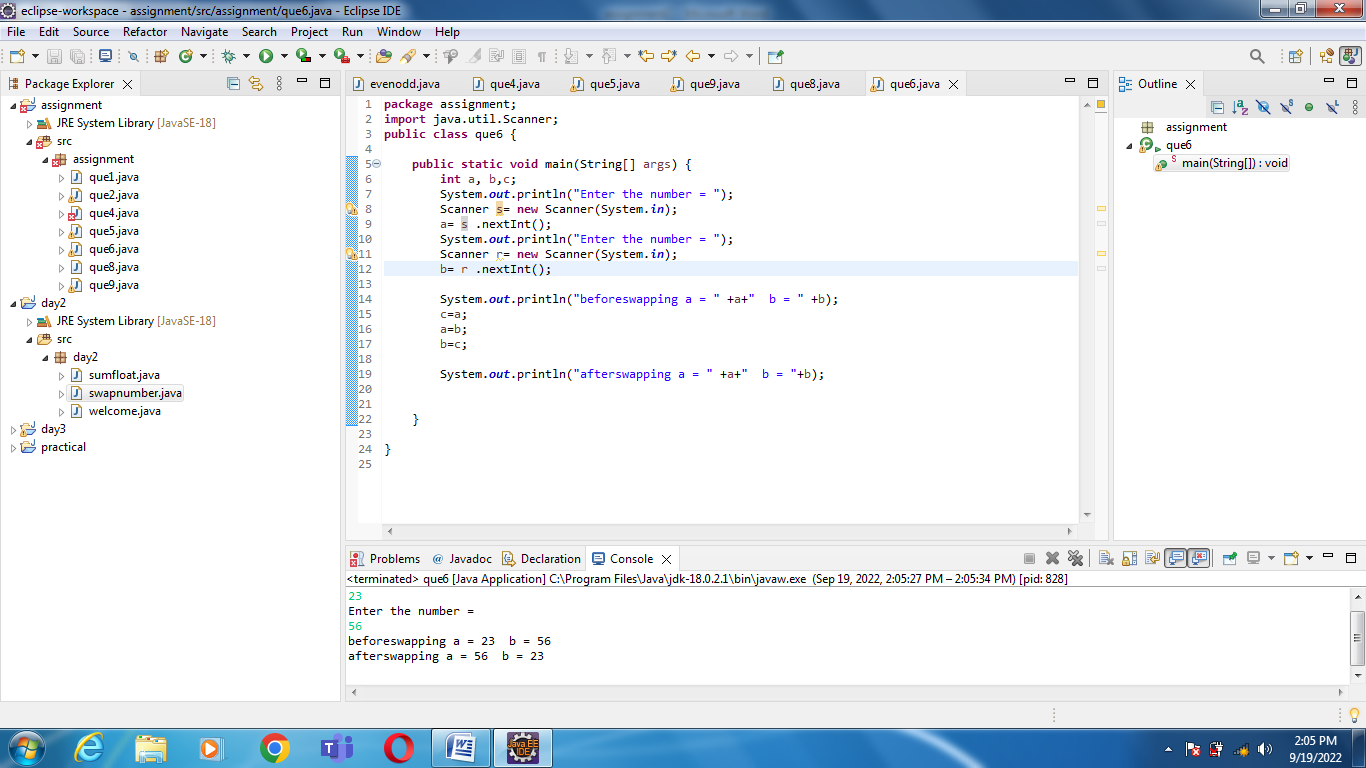 eclipse-workspace - assignment/src/assignment/que6.java - Eclipse IDE
File Edit Source Refactor Navigate Search Project Run Window Help
Package Explorer
assignment
JRE System Library [JavaSE-18]
src
assignment
que1.java
que2.java
que4.java
que5.java
que6.java
que8.java
que9.java
day2
JRE System Library [JavaSE-18]
src
day2
sumfloat.java
swapnumber.java
welcome.java
day3
practical
evenodd.java que4.java que5.java que9.java que8.java que6.java
1 package assignment;
2 import java.util.Scanner;
3 public class que6 {
4
5 public static void main(String[] args) {
6 int a, b,c;
7 System.out.println("Enter the number = ");
8 Scanner s= new Scanner(System.in);
9 a= s .nextInt();
10 System.out.println("Enter the number = ");
11 Scanner r= new Scanner(System.in);
12 b= r .nextInt();
13
14 System.out.println("beforeswapping a = " +a+"  b = " +b);
15 c=a;
16 a=b;
17 b=c;
18
19 System.out.println("afterswapping a = " +a+"  b = "+b);
20
21
22 }
23
24 }
25
Outline
assignment
que6
main(String[]) : void
Problems @ Javadoc Declaration Console
<terminated> que6 [Java Application] C:\Program Files\Java\jdk-18.0.2.1\bin\javaw.exe (Sep 19, 2022, 2:05:27 PM – 2:05:34 PM) [pid: 828]
23
Enter the number =
56
beforeswapping a = 23  b = 56
afterswapping a = 56  b = 23
Java EE
IDE
2:05 PM
9/19/2022